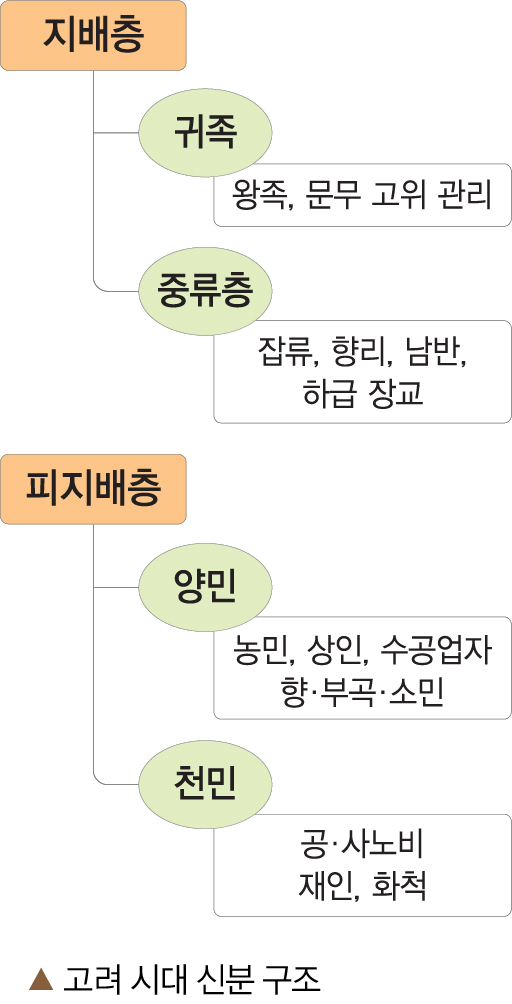 지배층
귀족
왕족, 문무 고위 관리
중류층
잡류, 향리, 남반,
하급 장교
피지배층
양민
농민, 상인, 수공업자
향·부곡·소민
천민
공·사노비
재인, 화척
▲ 고려 시대 신분 구조